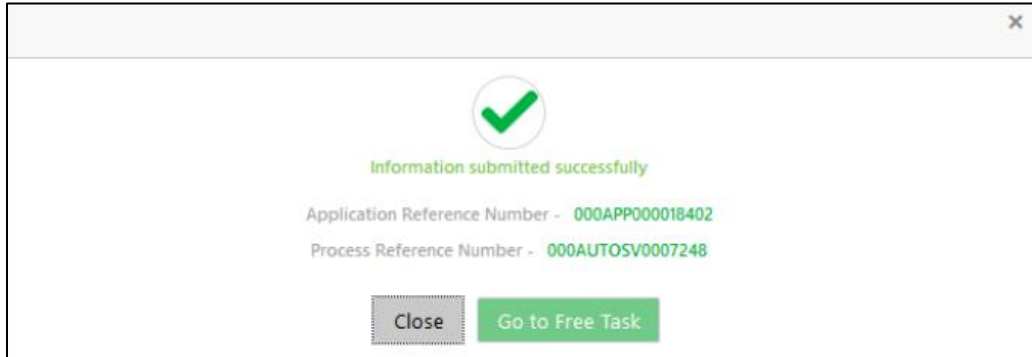 ×
Information submitted successfully
Application Reference Number - 000APP000018402
Process Reference Number - 000AUTOSV0007248
Close Go to Free Task